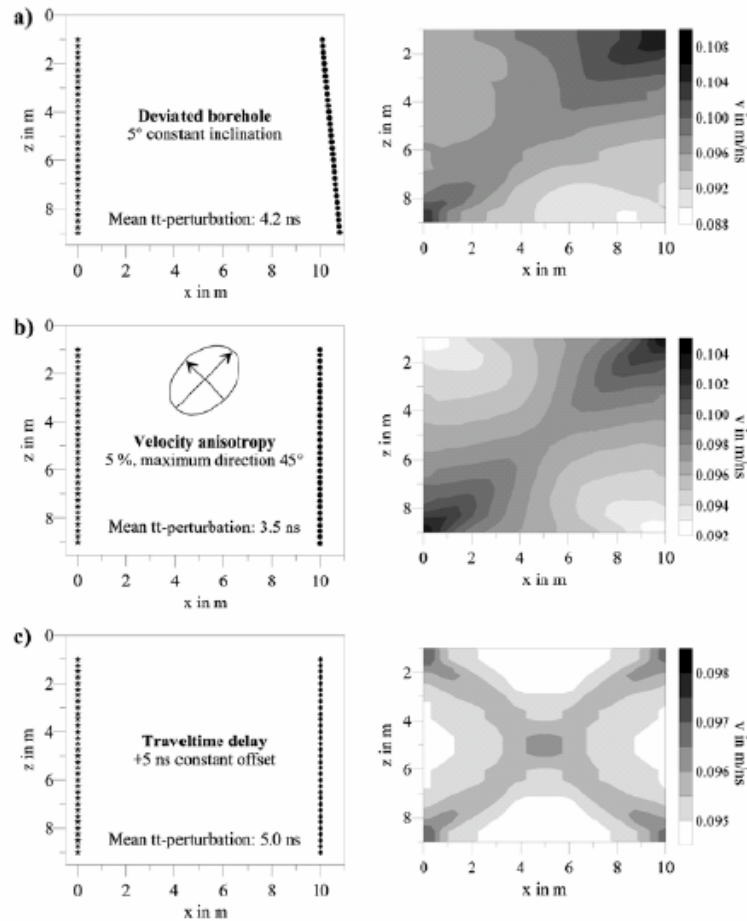 a)
0
2
4
6
8
z in m
Deviated borehole
5° constant inclination
Mean tt-perturbation: 4.2 ns
0 2 4 6 8 10
x in m
2
4
6
8
z in m
0 2 4 6 8 10
x in m
0.108
0.104
0.100
0.096
0.092
0.088
v in m/ns
b)
0
2
4
6
8
z in m
Velocity anisotropy
5 %, maximum direction 45°
Mean tt-perturbation: 3.5 ns
0 2 4 6 8 10
x in m
2
4
6
8
z in m
0 2 4 6 8 10
x in m
0.104
0.102
0.100
0.098
0.096
0.094
0.092
v in m/ns
c)
0
2
4
6
8
z in m
Traveltime delay
+5 ns constant offset
Mean tt-perturbation: 5.0 ns
0 2 4 6 8 10
x in m
2
4
6
8
z in m
0 2 4 6 8 10
x in m
0.098
0.097
0.096
0.095
v in m/ns